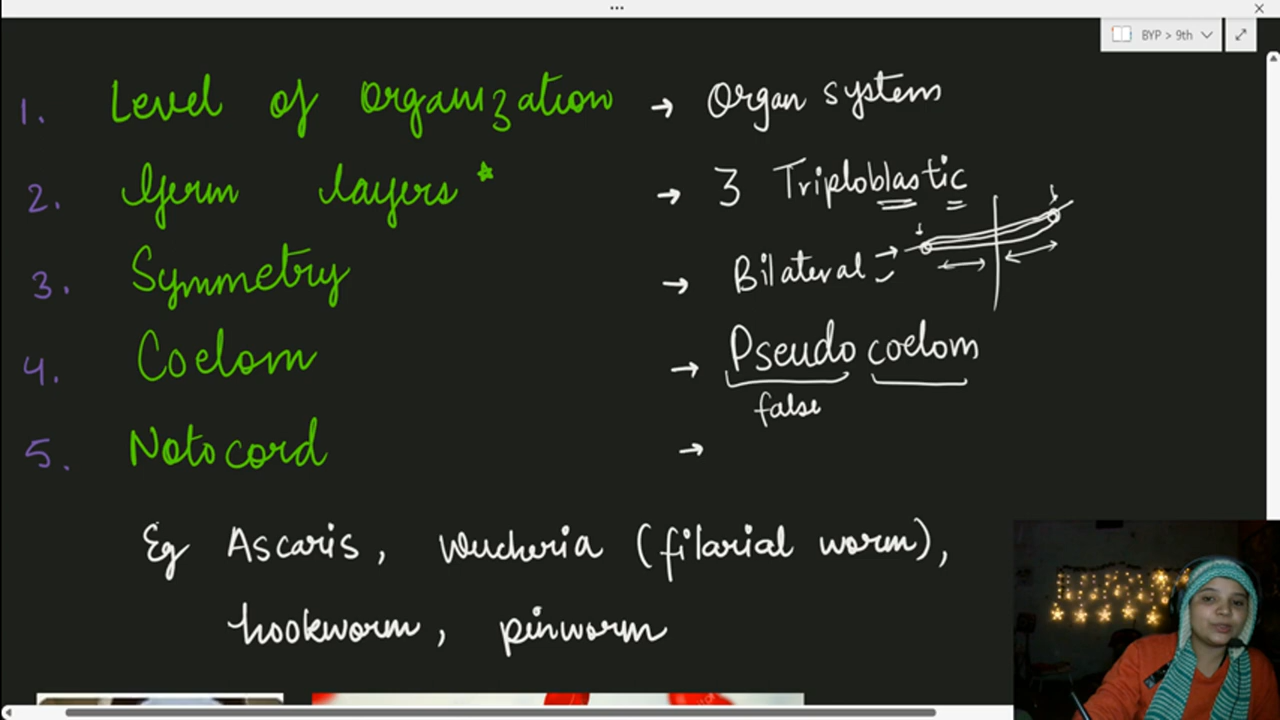 ...
BYP > 9th
1. Level of organization → Organ system
2. Germ layers * → 3 Triploblastic
3. Symmetry → Bilateral →
4. Coelom → Pseudo coelom
false
5. Notocord →
Eg Ascaris, Wucheria (filarial worm),
hookworm, pinworm